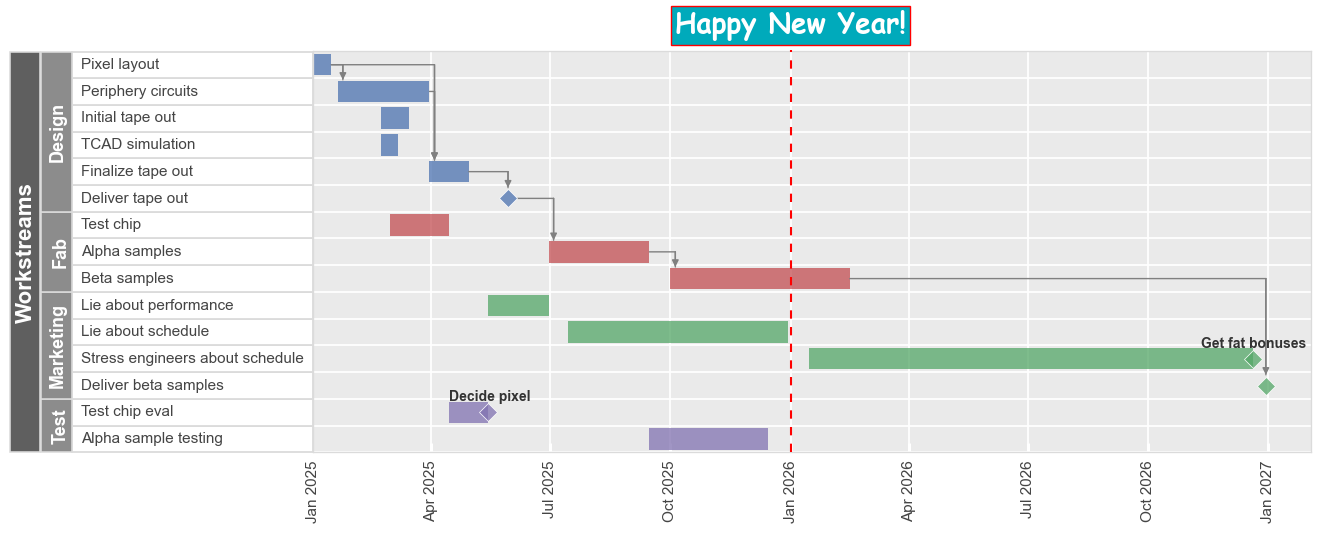 Happy New Year!
Workstreams
Design
Pixel layout
Periphery circuits
Initial tape out
TCAD simulation
Finalize tape out
Deliver tape out
Fab
Test chip
Alpha samples
Beta samples
Marketing
Lie about performance
Lie about schedule
Stress engineers about schedule
Get fat bonuses
Deliver beta samples
Test
Decide pixel
Test chip eval
Alpha sample testing
Jan 2025
Apr 2025
Jul 2025
Oct 2025
Jan 2026
Apr 2026
Jul 2026
Oct 2026
Jan 2027